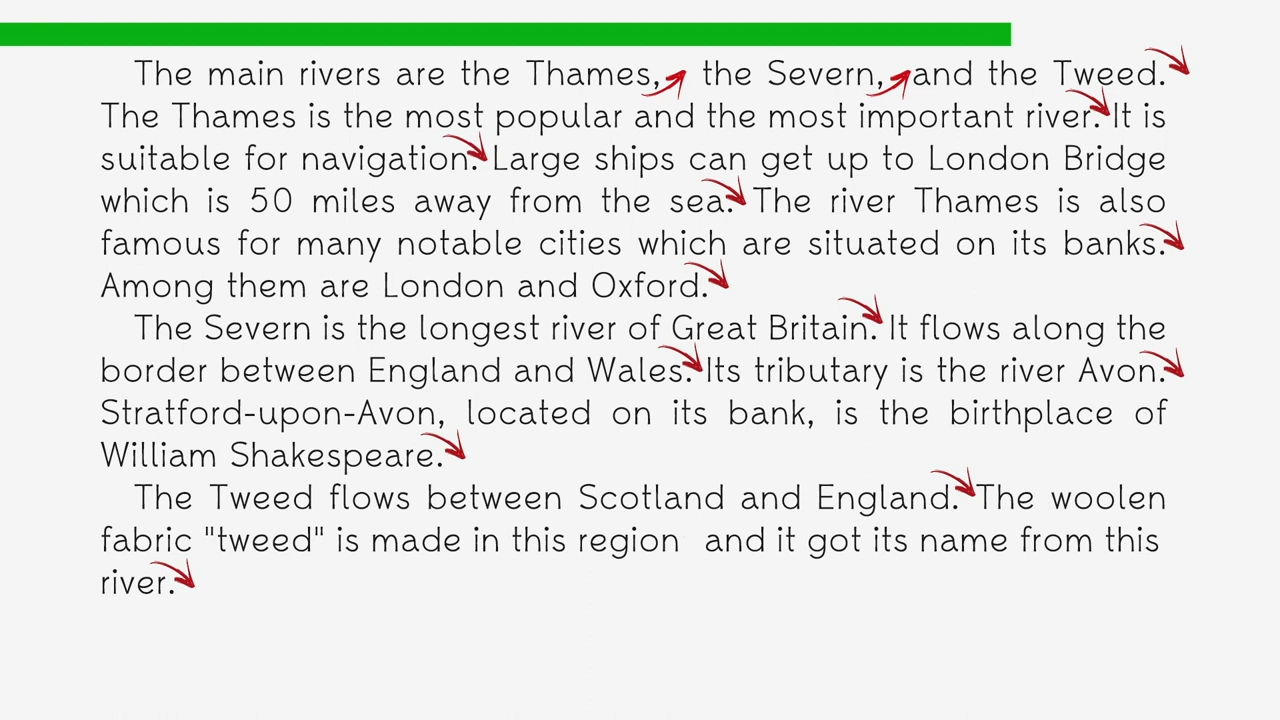 The main rivers are the Thames, the Severn, and the Tweed.
The Thames is the most popular and the most important river. It is
suitable for navigation. Large ships can get up to London Bridge
which is 50 miles away from the sea. The river Thames is also
famous for many notable cities which are situated on its banks.
Among them are London and Oxford.
The Severn is the longest river of Great Britain. It flows along the
border between England and Wales. Its tributary is the river Avon.
Stratford-upon-Avon, located on its bank, is the birthplace of
William Shakespeare.
The Tweed flows between Scotland and England. The woolen
fabric "tweed" is made in this region and it got its name from this
river.